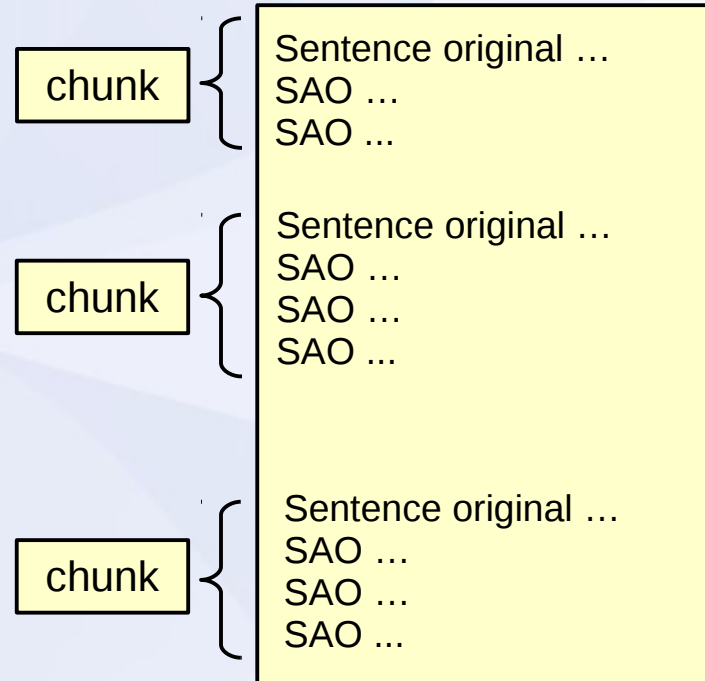 chunk
Sentence original …
SAO …
SAO ...
chunk
Sentence original …
SAO …
SAO …
SAO ...
chunk
Sentence original …
SAO …
SAO …
SAO ...